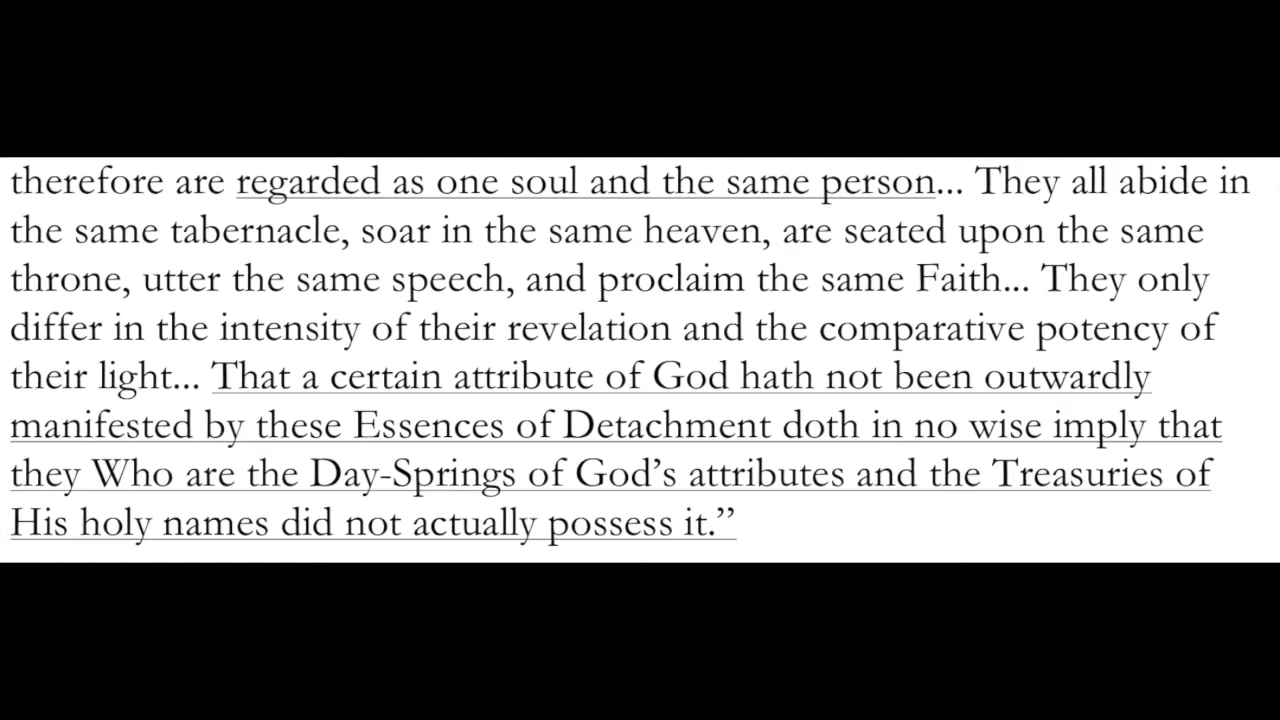 therefore are regarded as one soul and the same person... They all abide in
the same tabernacle, soar in the same heaven, are seated upon the same
throne, utter the same speech, and proclaim the same Faith... They only
differ in the intensity of their revelation and the comparative potency of
their light... That a certain attribute of God hath not been outwardly
manifested by these Essences of Detachment doth in no wise imply that
they Who are the Day-Springs of God’s attributes and the Treasuries of
His holy names did not actually possess it.”